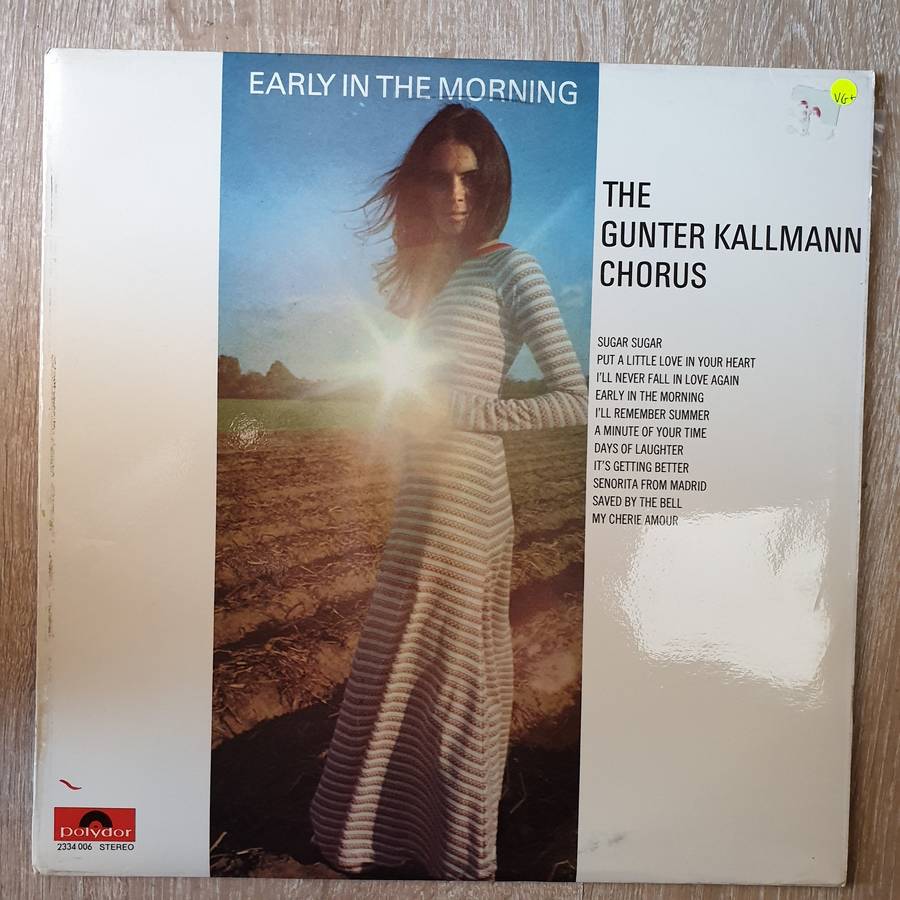 EARLY IN THE MORNING
VG+
THE
GUNTER KALLMANN
CHORUS
SUGAR SUGAR
PUT A LITTLE LOVE IN YOUR HEART
I'LL NEVER FALL IN LOVE AGAIN
EARLY IN THE MORNING
I'LL REMEMBER SUMMER
A MINUTE OF YOUR TIME
DAYS OF LAUGHTER
IT'S GETTING BETTER
SENORITA FROM MADRID
SAVED BY THE BELL
MY CHERIE AMOUR
polydor
2334 006 STEREO